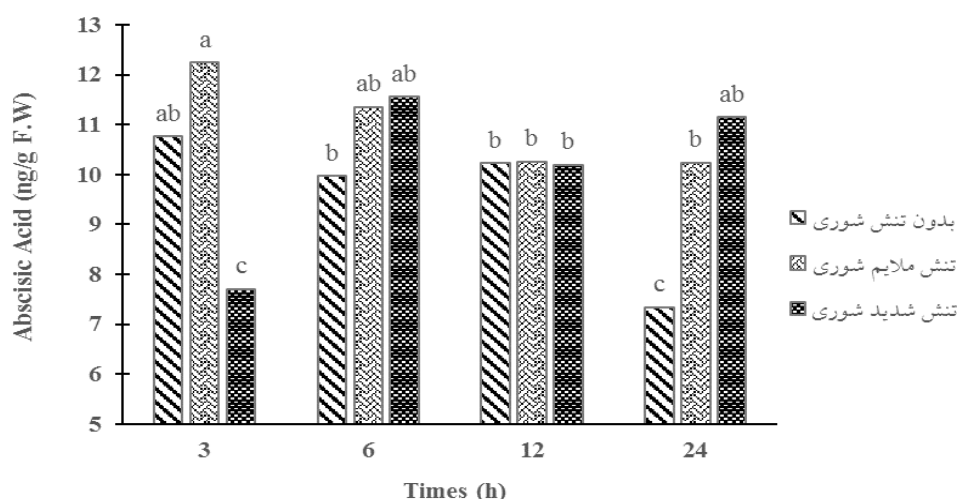 Abscisic Acid (ng/g F.W)
13
12
11
10
9
8
7
6
5
ab
a
c
b
ab
ab
b
b
b
c
b
ab
3
6
12
24
Times (h)
بدون تنش شوری
تنش ملایم شوری
تنش شدید شوری